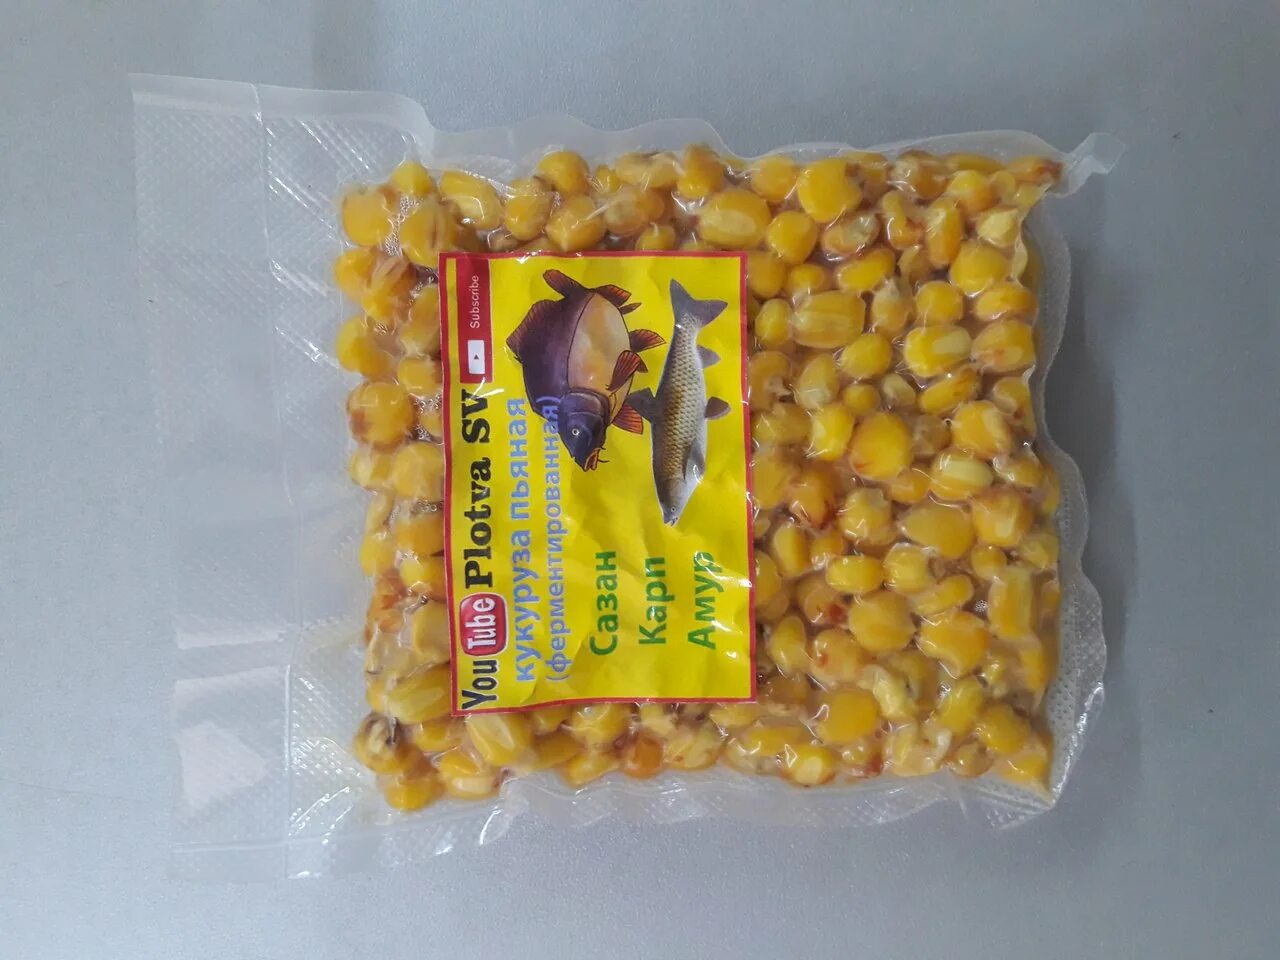 YouTube Plotva SV Subscribe
кукуруза пьяная
(ферментированная)
Сазан
Карп
Амур